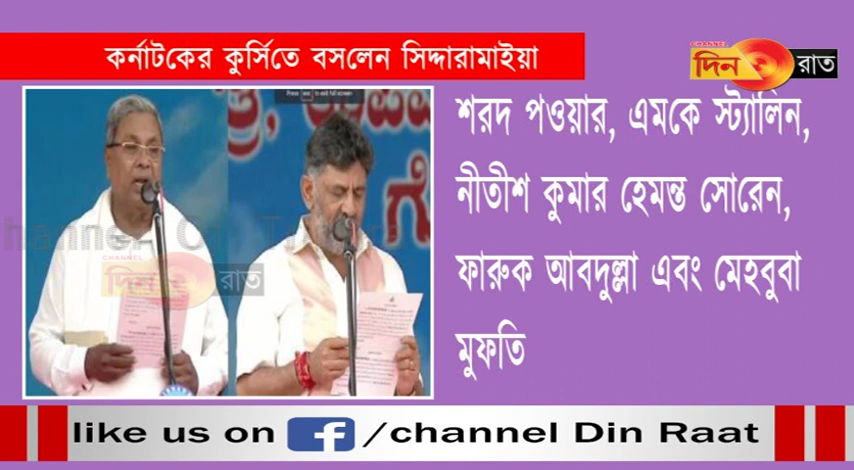 কর্নাটকের কুর্সিতে বসলেন সিদ্দারামাইয়া
CHANNEL
দিন রাত
শরদ পওয়ার, এমকে স্ট্যালিন,
নীতীশ কুমার হেমন্ত সোরেন,
ফারুক আবদুল্লা এবং মেহবুবা
মুফতি
CHANNEL
দিন রাত
like us on f /channel Din Raat